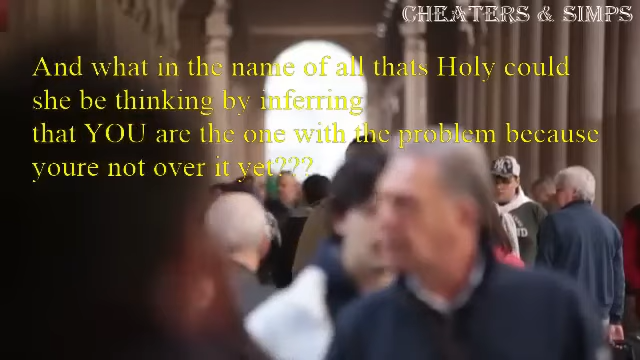 CHEATERS & SIMPS
And what in the name of all thats Holy could
she be thinking by inferring
that YOU are the one with the problem because
youre not over it yet???